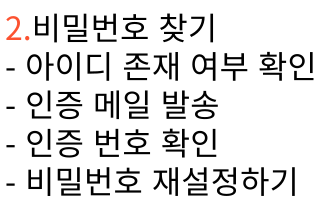 2.비밀번호 찾기
- 아이디 존재 여부 확인
- 인증 메일 발송
- 인증 번호 확인
- 비밀번호 재설정하기